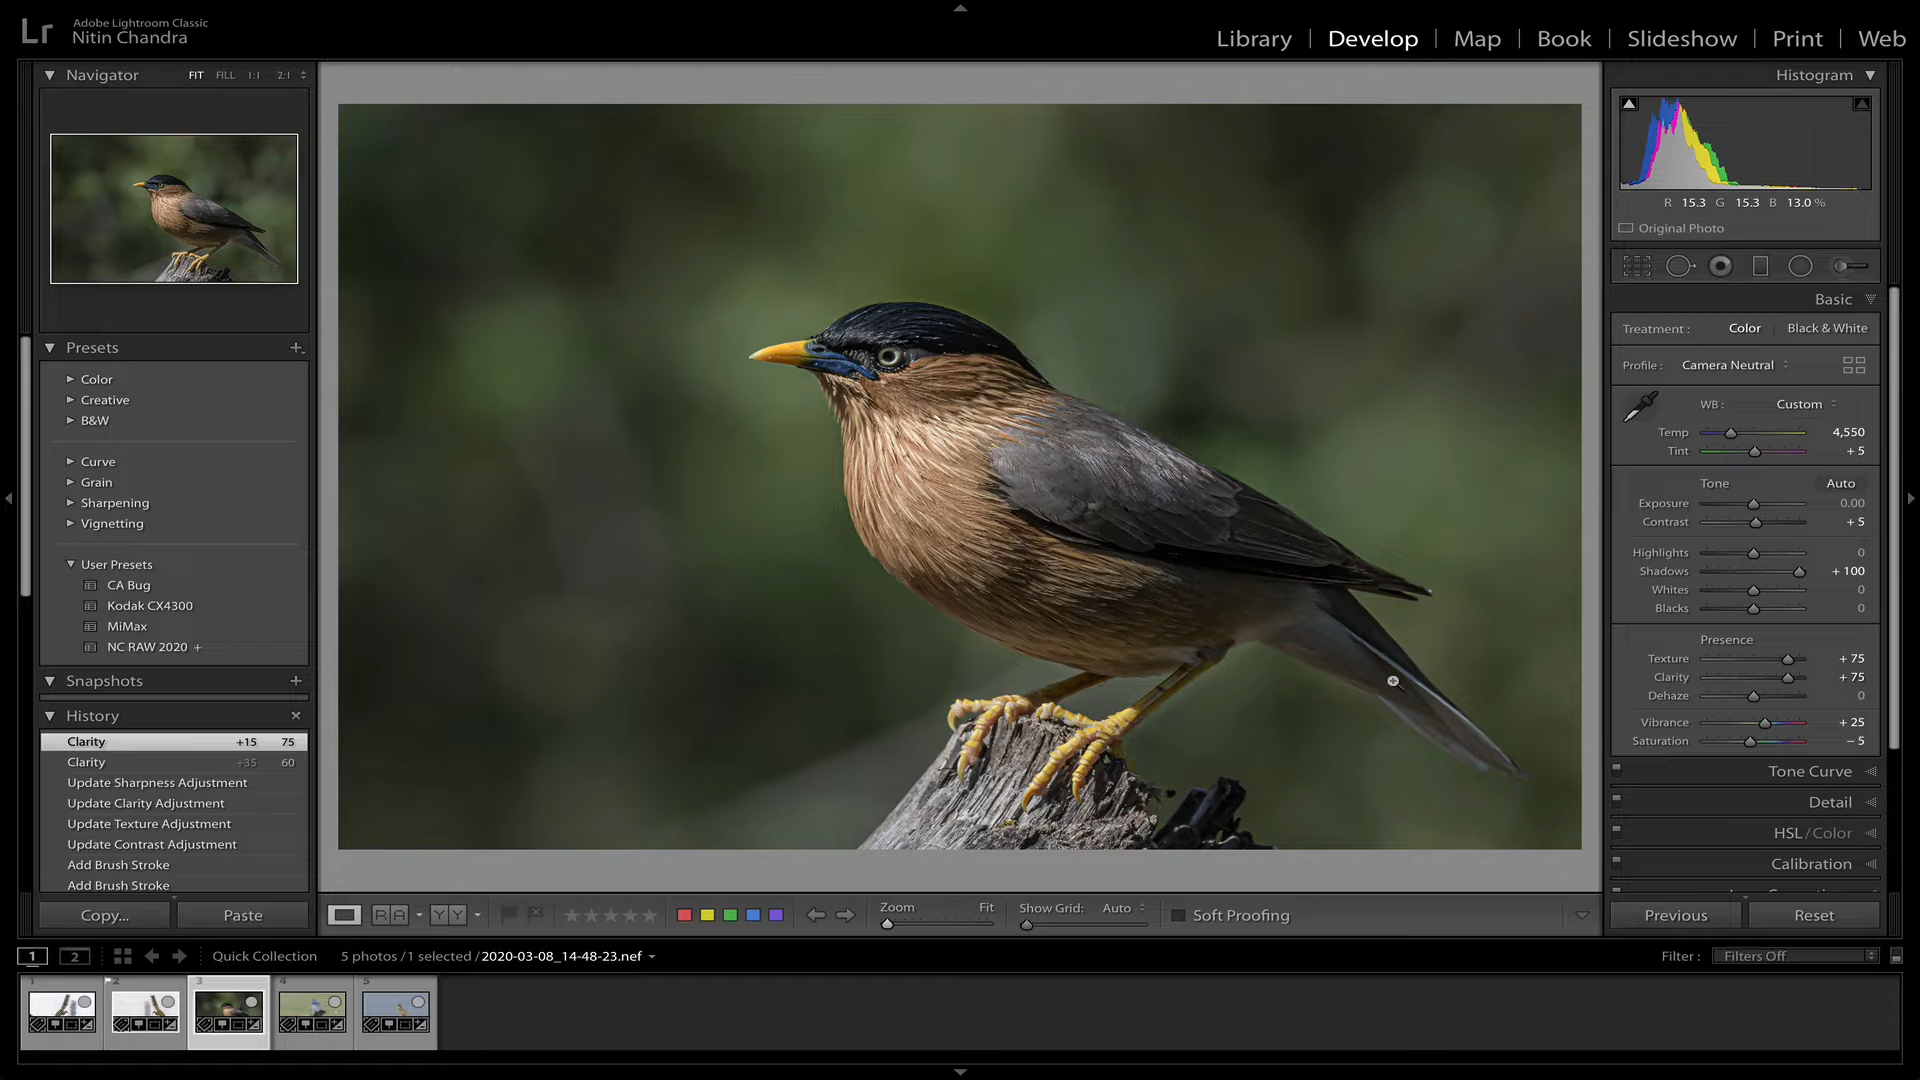 Lr
Adobe Lightroom Classic
Nitin Chandra
Library | Develop | Map | Book | Slideshow | Print | Web
Navigator FIT FILL 1:1 2:1
Presets +
Color
Creative
B&W
Curve
Grain
Sharpening
Vignetting
User Presets
CA Bug
Kodak CX4300
MiMax
NC RAW 2020 +
Snapshots +
History ×
Clarity +15 75
Clarity +35 60
Update Sharpness Adjustment
Update Clarity Adjustment
Update Texture Adjustment
Update Contrast Adjustment
Add Brush Stroke
Add Brush Stroke
Copy... Paste
R A Y Y
Zoom Fit
Show Grid: Auto
Soft Proofing
Histogram
R 15.3 G 15.3 B 13.0 %
Original Photo
Basic
Treatment : Color Black & White
Profile : Camera Neutral
WB : Custom
Temp 4,550
Tint + 5
Tone Auto
Exposure 0.00
Contrast + 5
Highlights 0
Shadows + 100
Whites 0
Blacks 0
Presence
Texture + 75
Clarity + 75
Dehaze 0
Vibrance + 25
Saturation – 5
Tone Curve
Detail
HSL / Color
Calibration
Previous Reset
1 2 Quick Collection 5 photos / 1 selected / 2020-03-08_14-48-23.nef
Filter : Filters Off
1 2 3 4 5